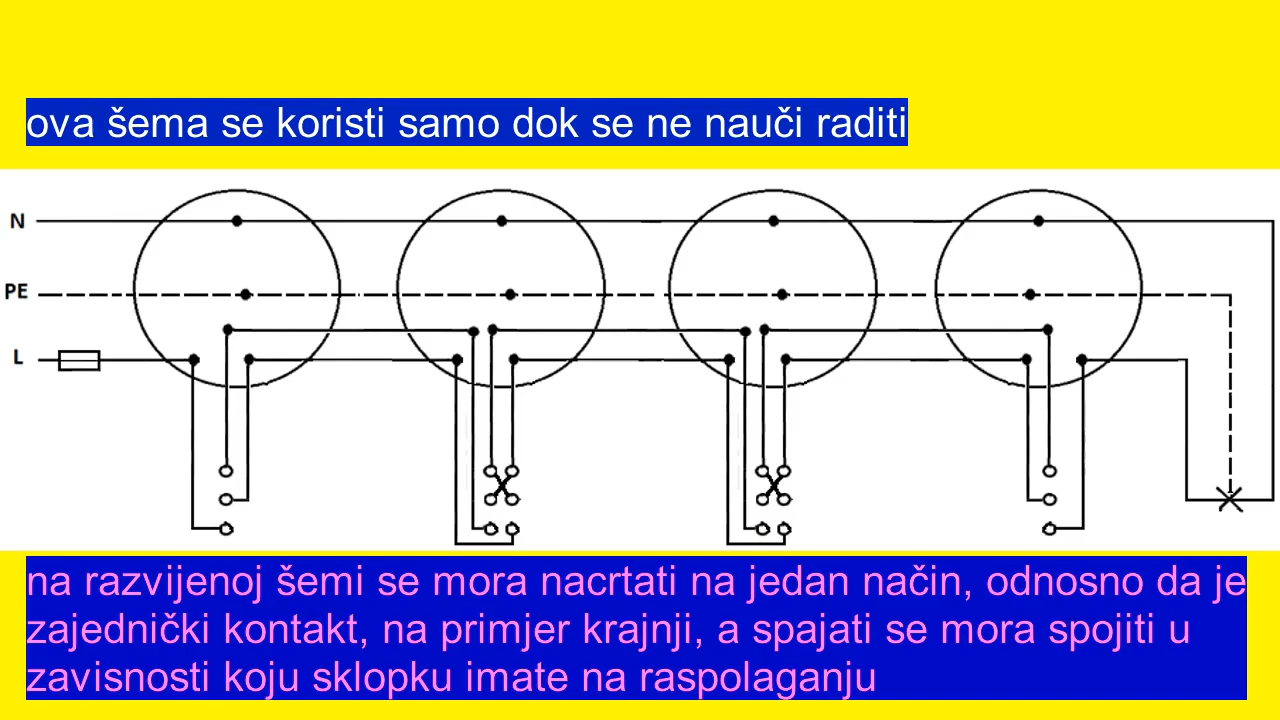 ova šema se koristi samo dok se ne nauči raditi
N
PE
L
na razvijenoj šemi se mora nacrtati na jedan način, odnosno da je
zajednički kontakt, na primjer krajnji, a spajati se mora spojiti u
zavisnosti koju sklopku imate na raspolaganju